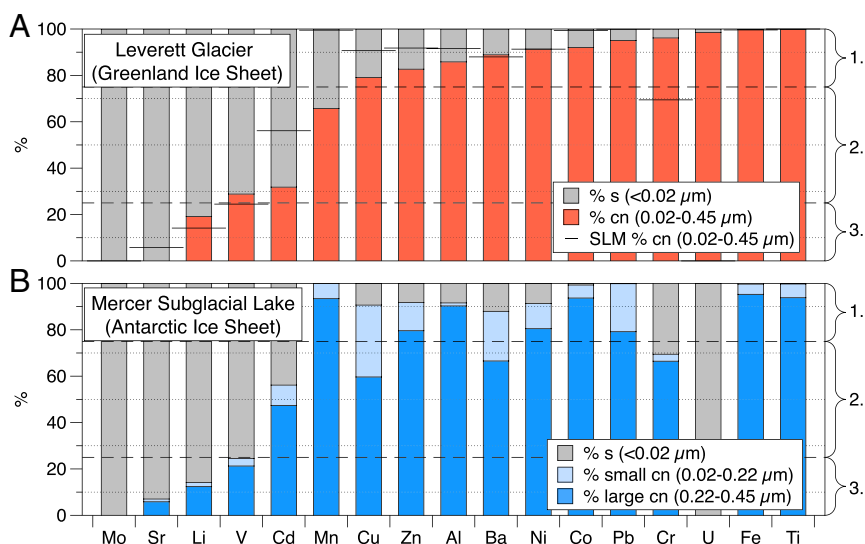 A
Leverett Glacier
(Greenland Ice Sheet)
100
80
60
40
20
0
%
1.
2.
3.
% s (<0.02 µm)
% cn (0.02-0.45 µm)
SLM % cn (0.02-0.45 µm)
B
Mercer Subglacial Lake
(Antarctic Ice Sheet)
100
80
60
40
20
0
%
1.
2.
3.
% s (<0.02 µm)
% small cn (0.02-0.22 µm)
% large cn (0.22-0.45 µm)
Mo Sr Li V Cd Mn Cu Zn Al Ba Ni Co Pb Cr U Fe Ti